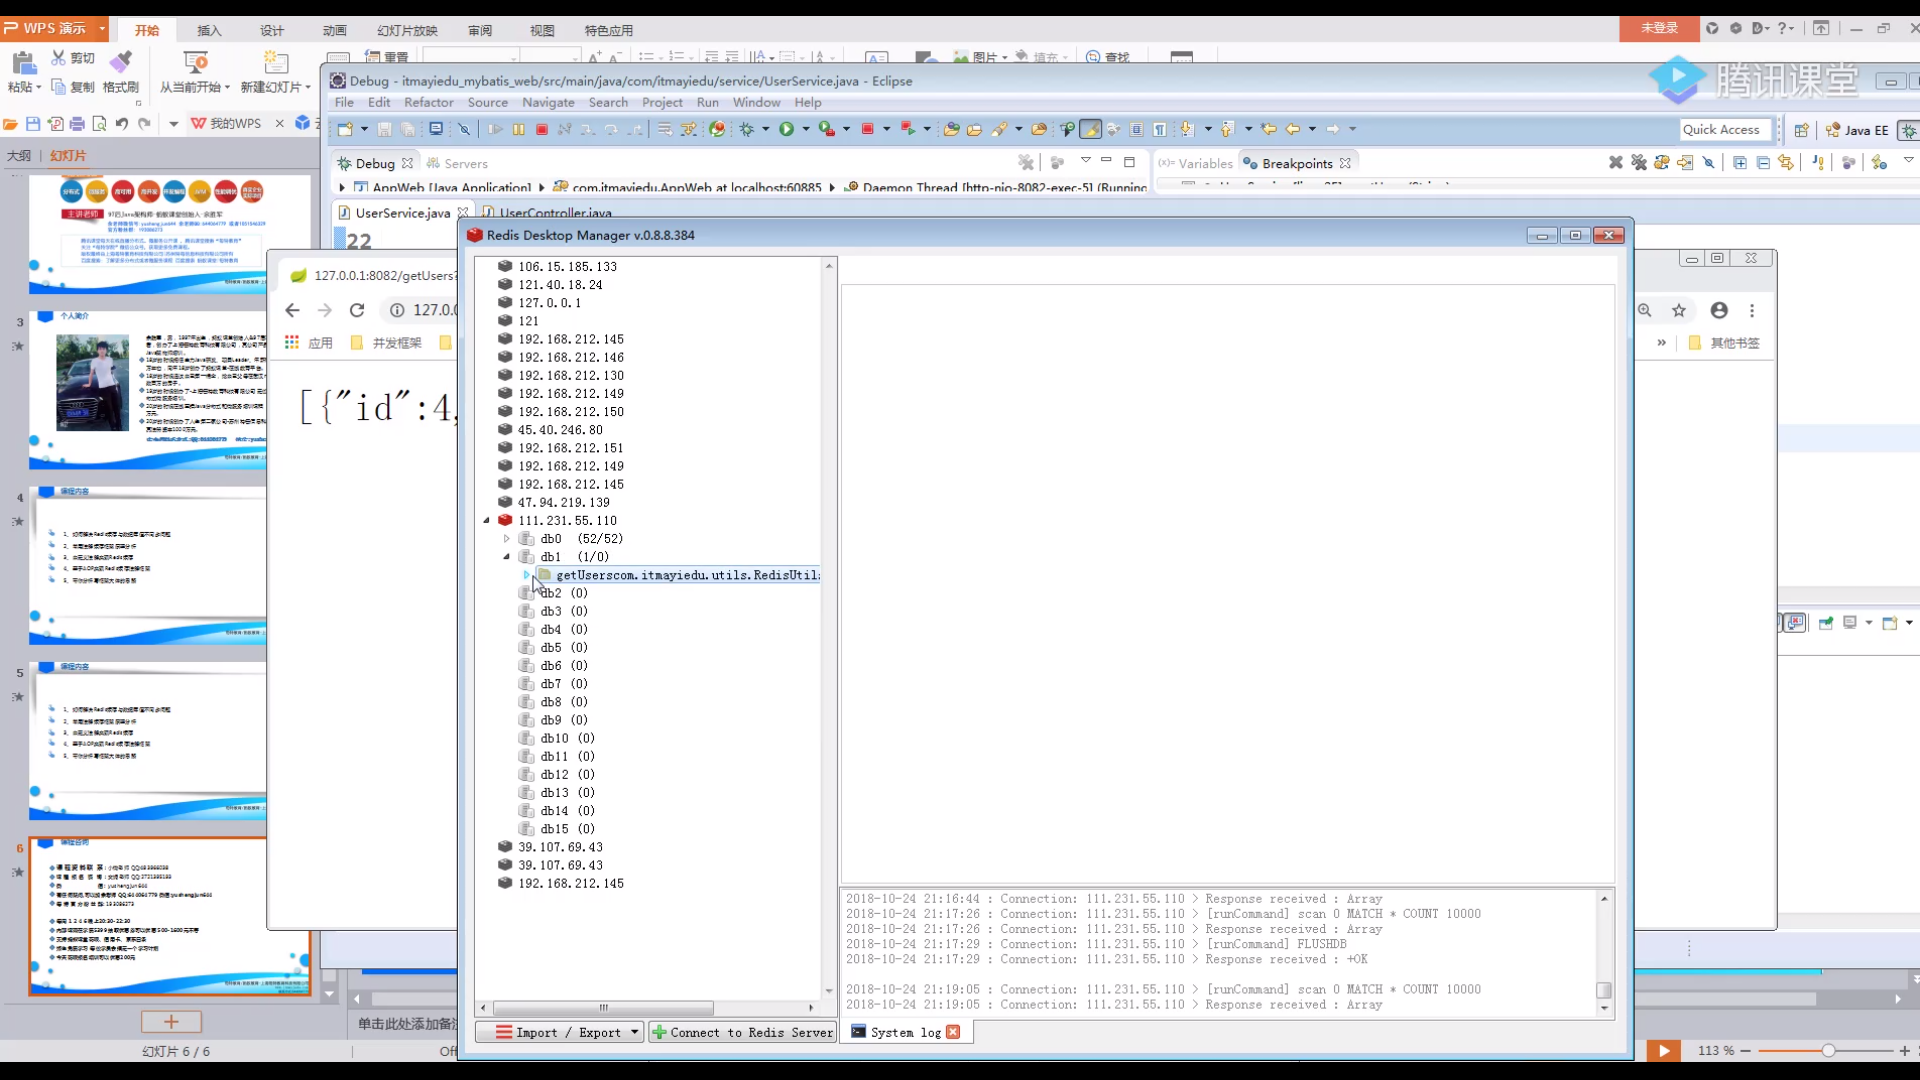 WPS 演示
开始
插入
设计
动画
幻灯片放映
审阅
视图
特色应用
未登录
剪切
重置
图片
填充
查找
粘贴
复制
格式刷
从当前开始
新建幻灯片
我的WPS
大纲
幻灯片
腾讯课堂
Debug - itmayiedu_mybatis_web/src/main/java/com/itmayiedu/service/UserService.java - Eclipse
File Edit Refactor Source Navigate Search Project Run Window Help
Quick Access
Java EE
Debug
Servers
(x)= Variables
Breakpoints
AppWeb [Java Application]
com.itmayiedu.AppWeb at localhost:60885
Daemon Thread [http-nio-8082-exec-5] (Running
UserService.java
UserController.java
22
127.0.0.1:8082/getUsers?
127.0.0
应用
并发框架
其他书签
[{"id":4,
Redis Desktop Manager v.0.8.8.384
106.15.185.133
121.40.18.24
127.0.0.1
121
192.168.212.145
192.168.212.146
192.168.212.130
192.168.212.149
192.168.212.150
45.40.246.80
192.168.212.151
192.168.212.149
192.168.212.145
47.94.219.139
111.231.55.110
db0 (52/52)
db1 (1/0)
getUserscom.itmayiedu.utils.RedisUtil
db2 (0)
db3 (0)
db4 (0)
db5 (0)
db6 (0)
db7 (0)
db8 (0)
db9 (0)
db10 (0)
db11 (0)
db12 (0)
db13 (0)
db14 (0)
db15 (0)
39.107.69.43
39.107.69.43
192.168.212.145
Import / Export
Connect to Redis Server
2018-10-24 21:16:44 : Connection: 111.231.55.110 > Response received : Array
2018-10-24 21:17:26 : Connection: 111.231.55.110 > [runCommand] scan 0 MATCH * COUNT 10000
2018-10-24 21:17:26 : Connection: 111.231.55.110 > Response received : Array
2018-10-24 21:17:29 : Connection: 111.231.55.110 > [runCommand] FLUSHDB
2018-10-24 21:17:29 : Connection: 111.231.55.110 > Response received : +OK
2018-10-24 21:19:05 : Connection: 111.231.55.110 > [runCommand] scan 0 MATCH * COUNT 10000
2018-10-24 21:19:05 : Connection: 111.231.55.110 > Response received : Array
System log
3
个人简介
4
课程内容
5
课程内容
6
单击此处添加备注
幻灯片 6 / 6
113 %